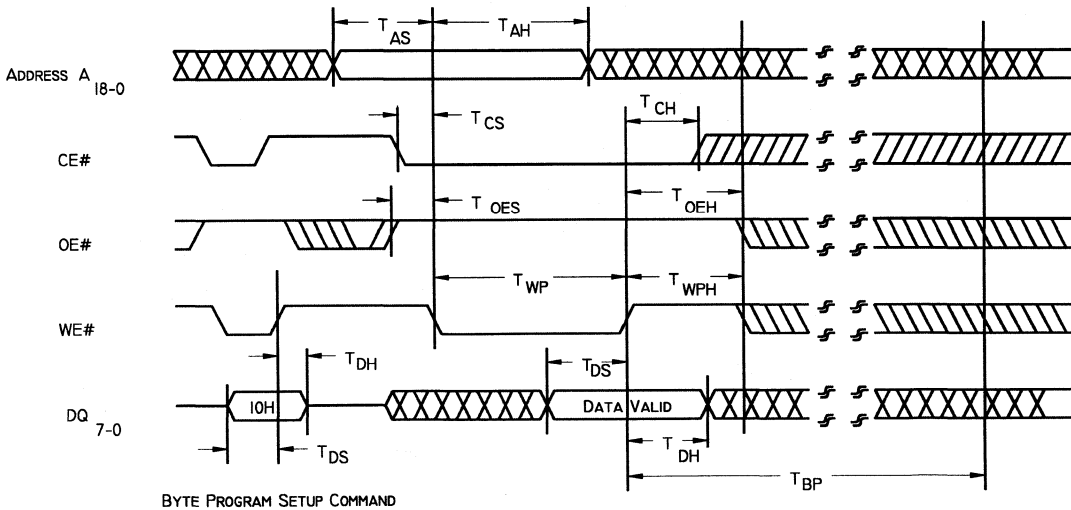 T AS
T AH
ADDRESS A 18-0
T CS
T CH
CE#
T OES
T OEH
OE#
T WP
T WPH
WE#
T DH
T DS
DQ 7-0
10H
DATA VALID
T DS
T DH
T BP
BYTE PROGRAM SETUP COMMAND